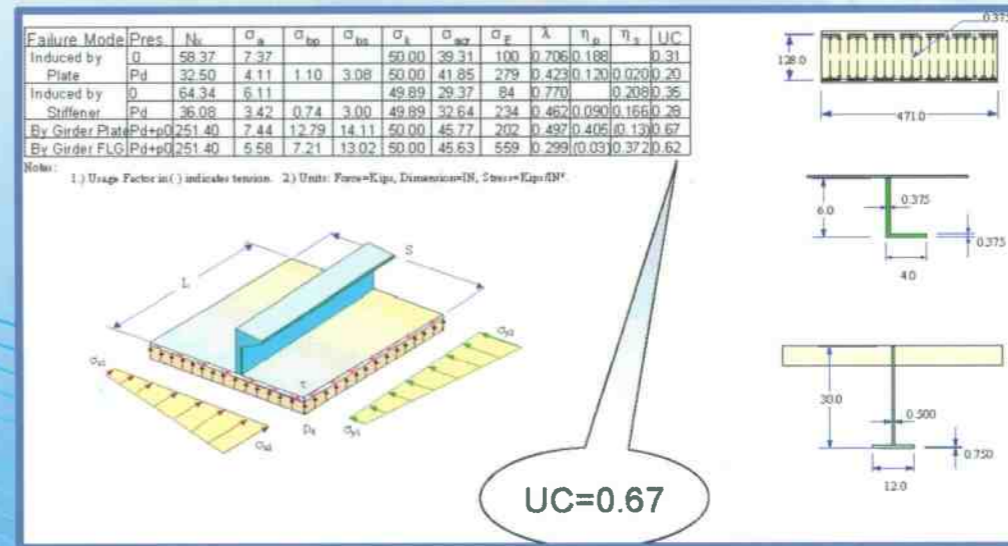 Failure Mode Pres. Nx σa σbp σbs σk σacr σE λ ηp ηs UC
Induced by 0 58.37 7.37 50.00 39.31 100 0.706 0.188 0.31
Plate Pd 32.50 4.11 1.10 3.08 50.00 41.85 279 0.423 0.120 0.020 0.20
Induced by 0 64.34 6.11 49.89 29.37 84 0.770 0.208 0.35
Stiffener Pd 36.08 3.42 0.74 3.00 49.89 32.64 234 0.462 0.090 0.166 0.28
By Girder Plate Pd+p0 251.40 7.44 12.79 14.11 50.00 45.77 202 0.497 0.405 (0.13) 0.67
By Girder FLG Pd+p0 251.40 5.58 7.21 13.02 50.00 45.63 559 0.299 (0.03) 0.372 0.62
Notes:
1.) Usage Factor in( ) indicates tension. 2.) Units: Force=Kips, Dimension=IN, Stress=Kips/IN².
0.375
128.0
471.0
6.0
0.375
0.375
4.0
30.0
0.500
0.750
12.0
L
S
τ
σy2
σy1
UC=0.67